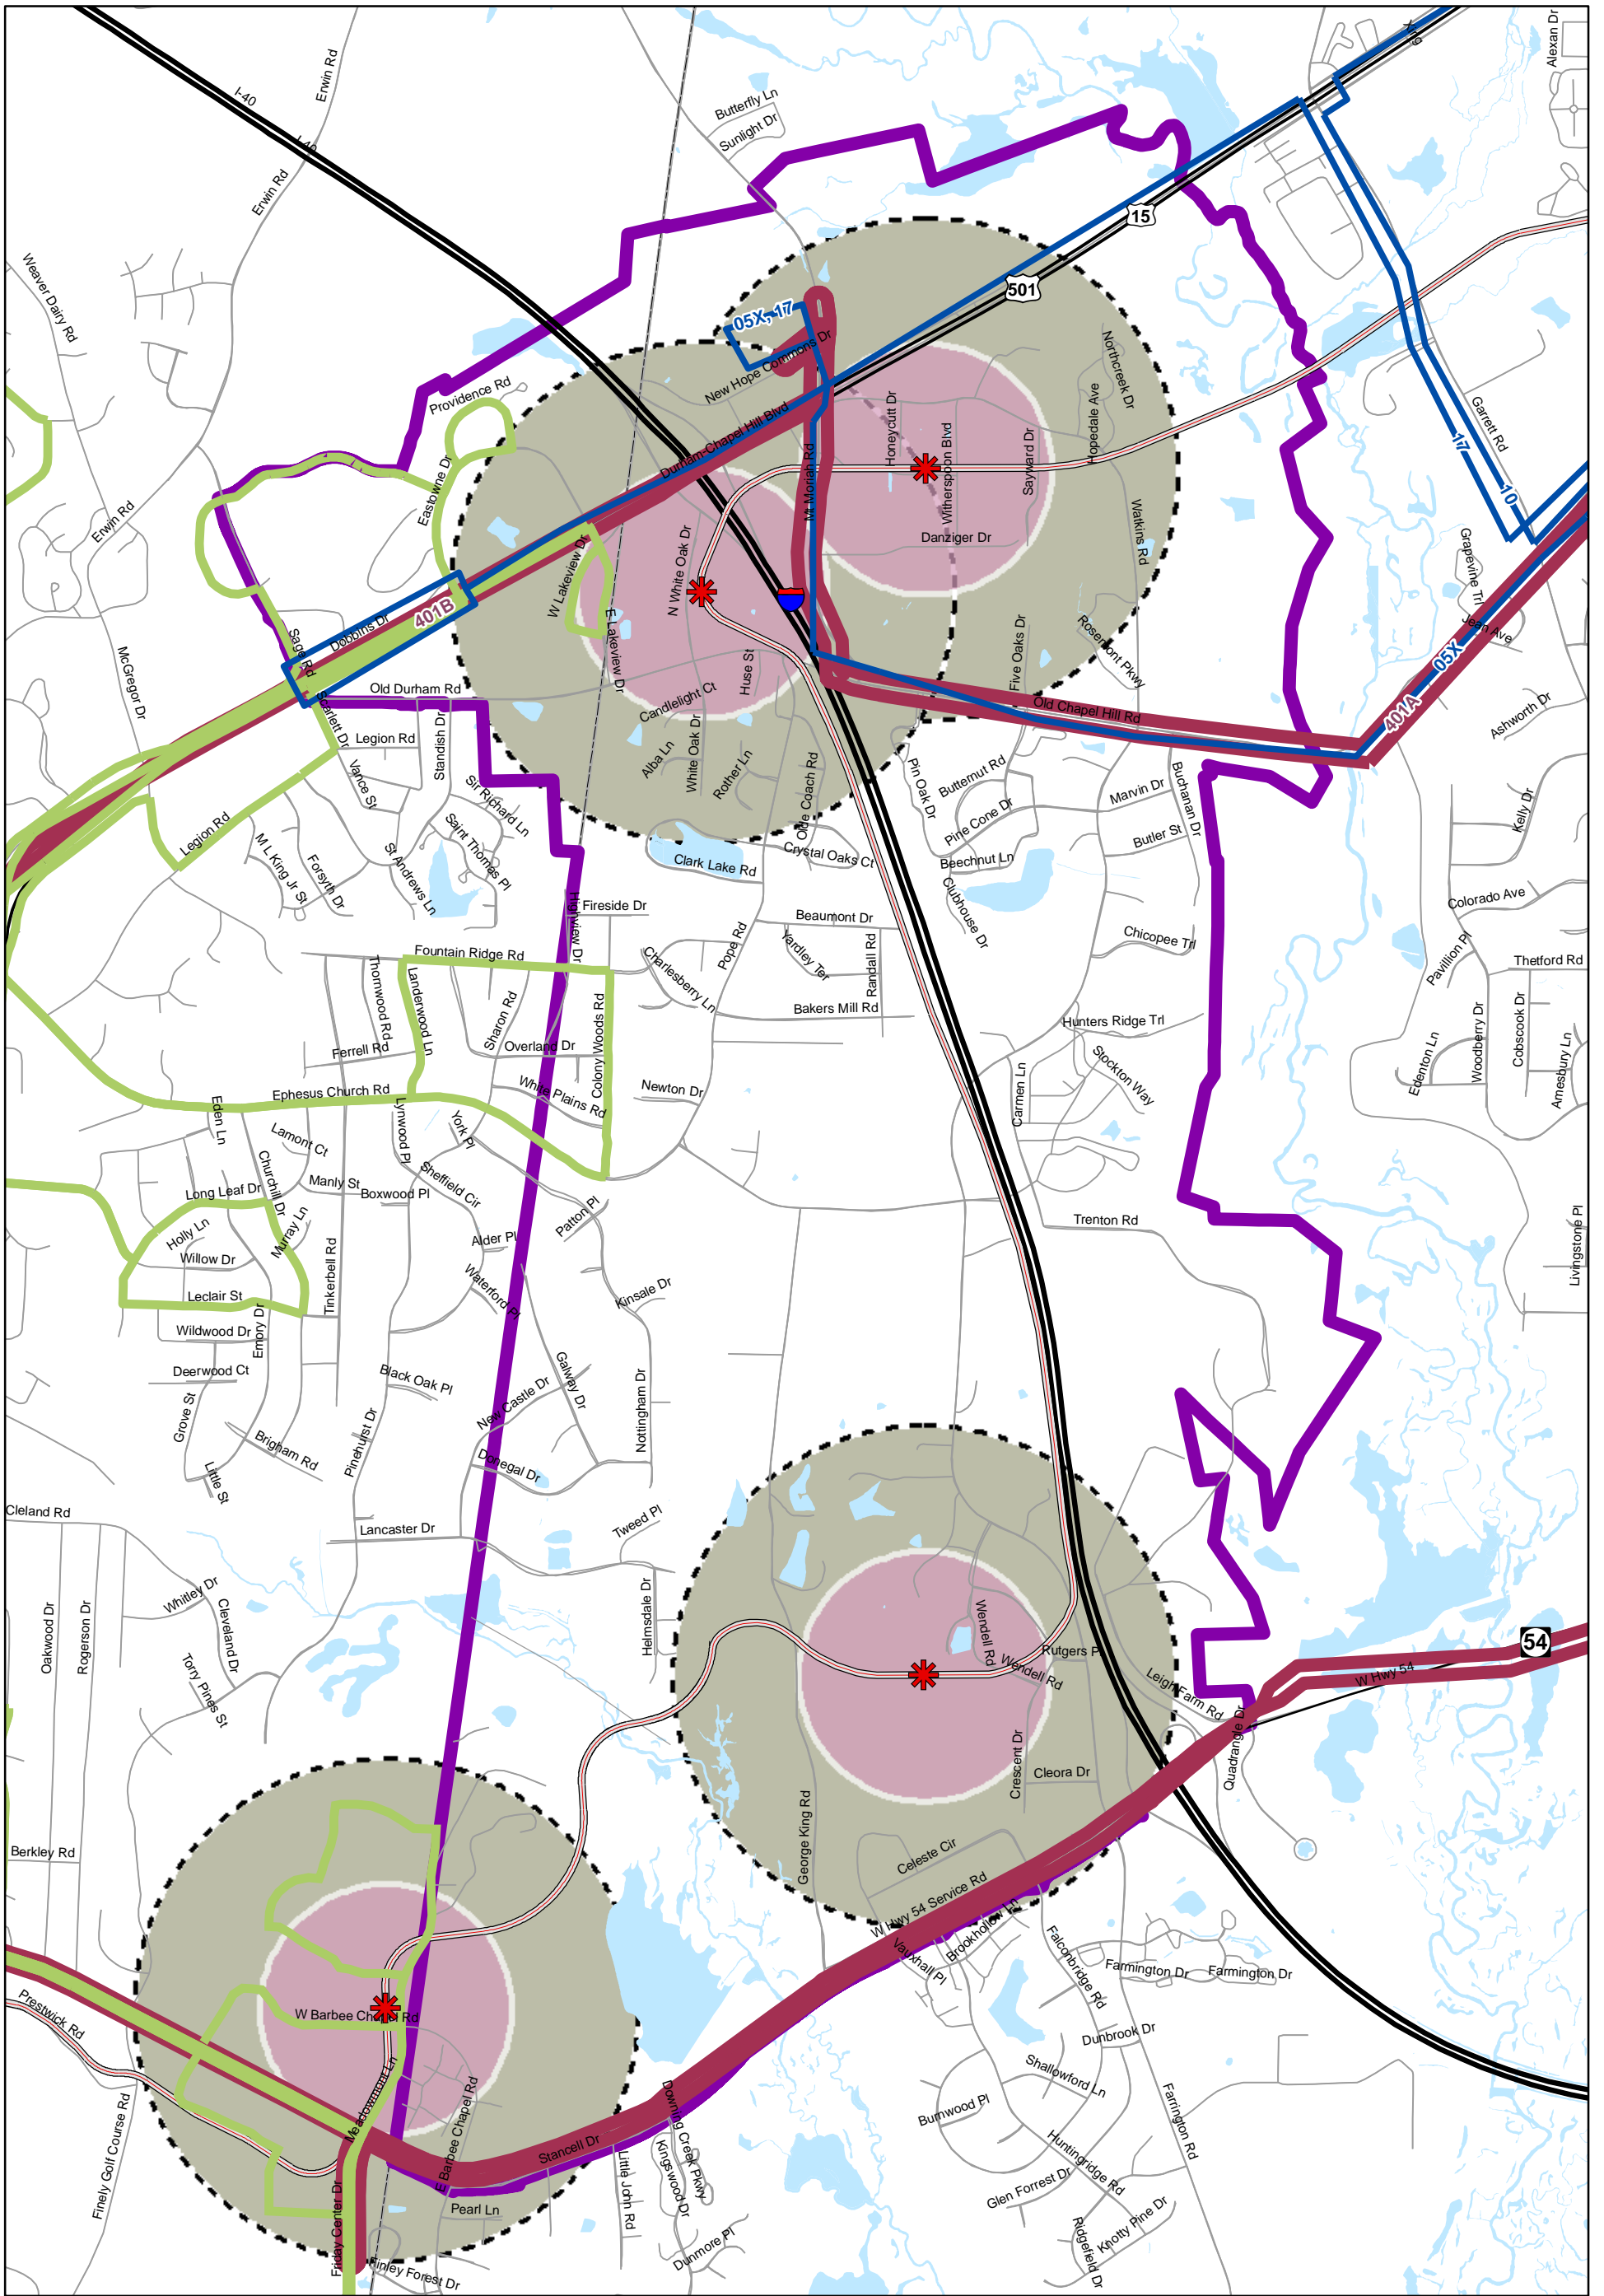 King
Alexan Dr
I-40
I-40
Erwin Rd
Erwin Rd
Butterfly Ln
Sunlight Dr
15
501
Weaver Dairy Rd
05X, 17
New Hope Commons Dr
Northcreek Dr
Providence Rd
Durham-Chapel Hill Blvd
Honeycutt Dr
Hopedale Ave
Garrett Rd
Mt Moriah Rd
Witherspoon Blvd
Sayward Dr
17
10
Eastowne Dr
Erwin Rd
Danziger Dr
Watkins Rd
Grapevine Trl
W Lakeview Dr
N White Oak Dr
401B
Dobbins Dr
Sage Rd
E Lakeview Dr
Huse St
Five Oaks Dr
Rosemont Pkwy
Jean Ave
05X
McGregor Dr
Old Durham Rd
Candlelight Ct
Old Chapel Hill Rd
401A
Ashworth Dr
Scarlett Dr
Legion Rd
Standish Dr
Alba Ln
White Oak Dr
Rother Ln
Olde Coach Rd
Pin Oak Dr
Butternut Rd
Buchanan Dr
Vance St
Sir Richard Ln
Marvin Dr
Pine Cone Dr
Kelly Dr
Legion Rd
Saint Thomas Pl
Butler St
M L King Jr St
Forsyth Dr
St Andrews Ln
Clark Lake Rd
Crystal Oaks Ct
Beechnut Ln
Clubhouse Dr
Colorado Ave
Highview Dr
Fireside Dr
Beaumont Dr
Chicopee Trl
Pavillion Pl
Fountain Ridge Rd
Pope Rd
Yardley Ter
Randall Rd
Thetford Rd
Thornwood Rd
Landerwood Ln
Charlesberry Ln
Sharon Rd
Colony Woods Rd
Bakers Mill Rd
Hunters Ridge Trl
Woodberry Dr
Cobscook Dr
Ferrell Rd
Overland Dr
Stockton Way
Edenton Ln
Amesbury Ln
Ephesus Church Rd
White Plains Rd
Newton Dr
Carmen Ln
Eden Ln
Lamont Ct
Lynwood Pl
York Pl
Churchill Dr
Sheffield Cir
Long Leaf Dr
Manly St
Boxwood Pl
Patton Pl
Trenton Rd
Livingstone Pl
Holly Ln
Murray Ln
Willow Dr
Alder Pl
Tinkerbell Rd
Waterford Pl
Kinsale Dr
Leclair St
Wildwood Dr
Emory Dr
Deerwood Ct
Black Oak Pl
Galway Dr
New Castle Dr
Nottingham Dr
Grove St
Pinehurst Dr
Brigham Rd
Donegal Dr
Little St
Cleland Rd
Lancaster Dr
Tweed Pl
Whitley Dr
Cleveland Dr
Oakwood Dr
Rogerson Dr
Helmsdale Dr
Wendell Rd
Rutgers P
Wendell Rd
54
Torry Pines St
Leigh Farm Rd
W Hwy 54
Quadrangle Dr
Crescent Dr
Cleora Dr
George King Rd
Berkley Rd
Celeste Cir
W Hwy 54 Service Rd
Vauxhall Pl
Brookhollow Ln
Falconbridge Rd
Farmington Dr
Farmington Dr
Prestwick Rd
W Barbee Chapel Rd
Dunbrook Dr
Shallowford Ln
Meadowmont Ln
Burnwood Pl
Farrington Rd
Finely Golf Course Rd
E Barbee Chapel Rd
Stancell Dr
Downing Creek Pkwy
Little John Rd
Kingswood Dr
Huntingridge Rd
Glen Forrest Dr
Friday Center Dr
Pearl Ln
Dunmore Pl
Ridgefield Dr
Knotty Pine Dr
Finley Forest Dr